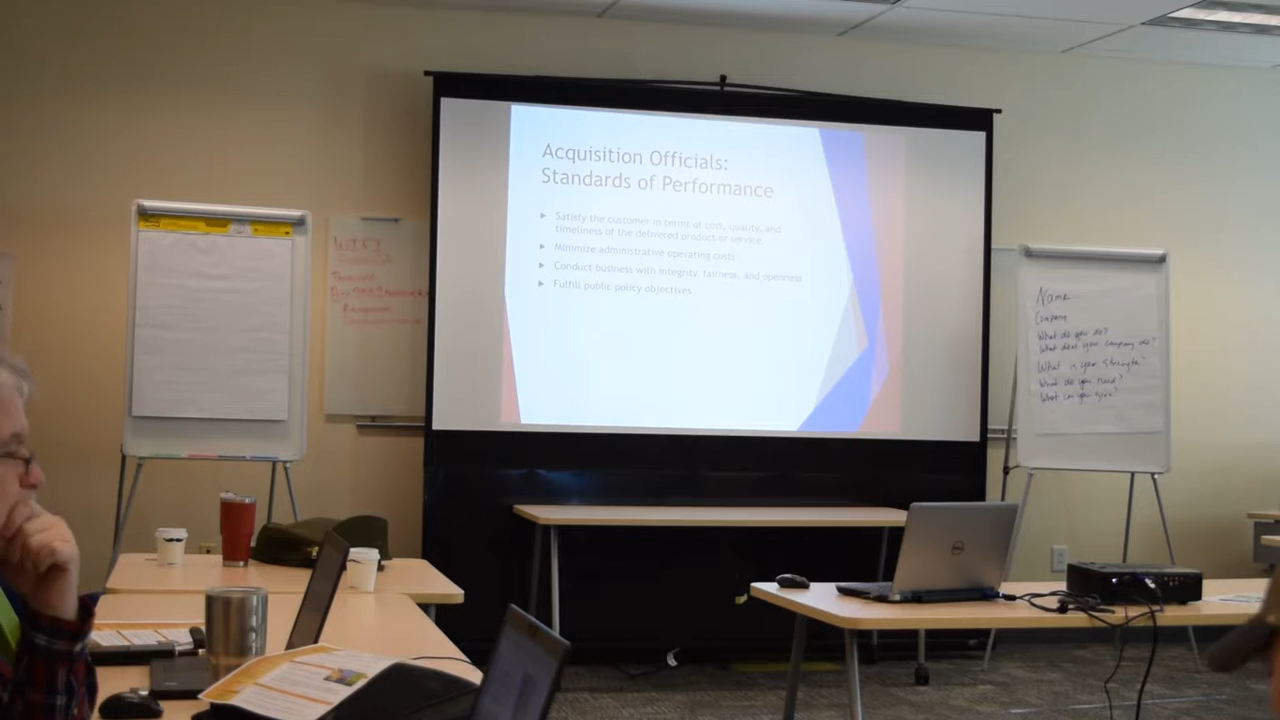 Acquisition Officials:
Standards of Performance
Satisfy the customer in terms of cost, quality, and
timeliness of the delivered product or service
Minimize administrative operating costs
Conduct business with integrity, fairness, and openness
Fulfill public policy objectives
Name
Company
What do you do?
What does your company do?
What is your strength?
What do you need?
What can you give?
DELL